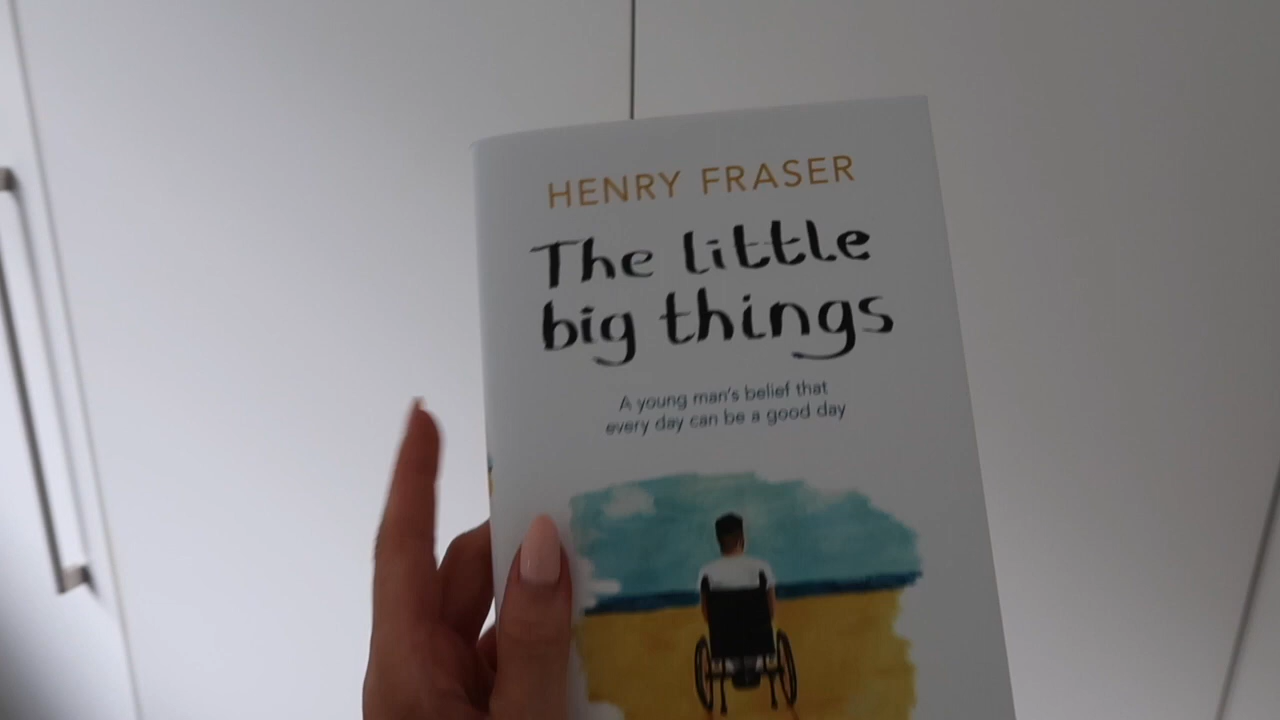 HENRY FRASER
The little
big things
A young man's belief that
every day can be a good day